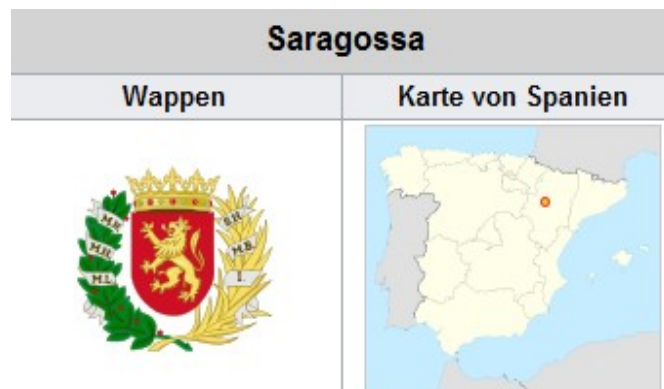 Saragossa
Wappen
Karte von Spanien
M.N.
M.H.
M.L.
S.H.
M.B.
I.